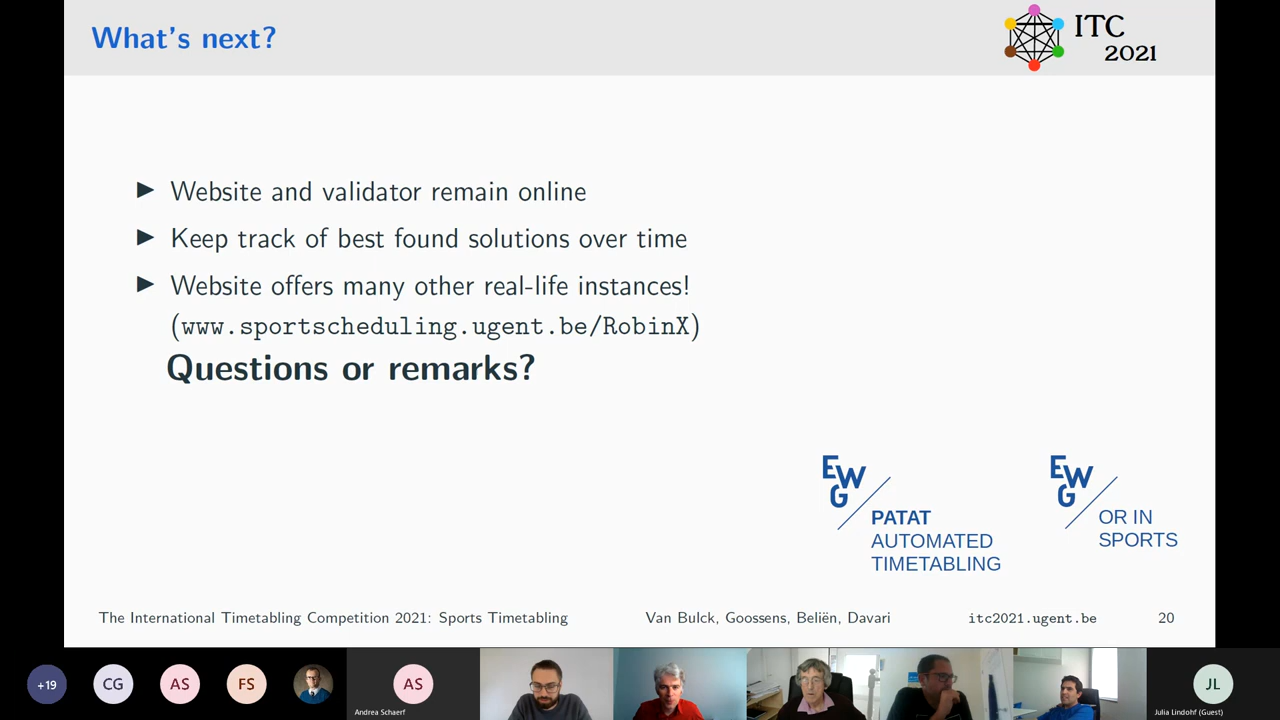 What's next?
ITC
2021
▶ Website and validator remain online
▶ Keep track of best found solutions over time
▶ Website offers many other real-life instances!
(www.sportscheduling.ugent.be/RobinX)
Questions or remarks?
EWG
PATAT
AUTOMATED
TIMETABLING
EWG
OR IN
SPORTS
The International Timetabling Competition 2021: Sports Timetabling Van Bulck, Goossens, Beliën, Davari itc2021.ugent.be 20
+19 CG AS FS AS JL
Andrea Schaerf Julia Lindohf (Guest)